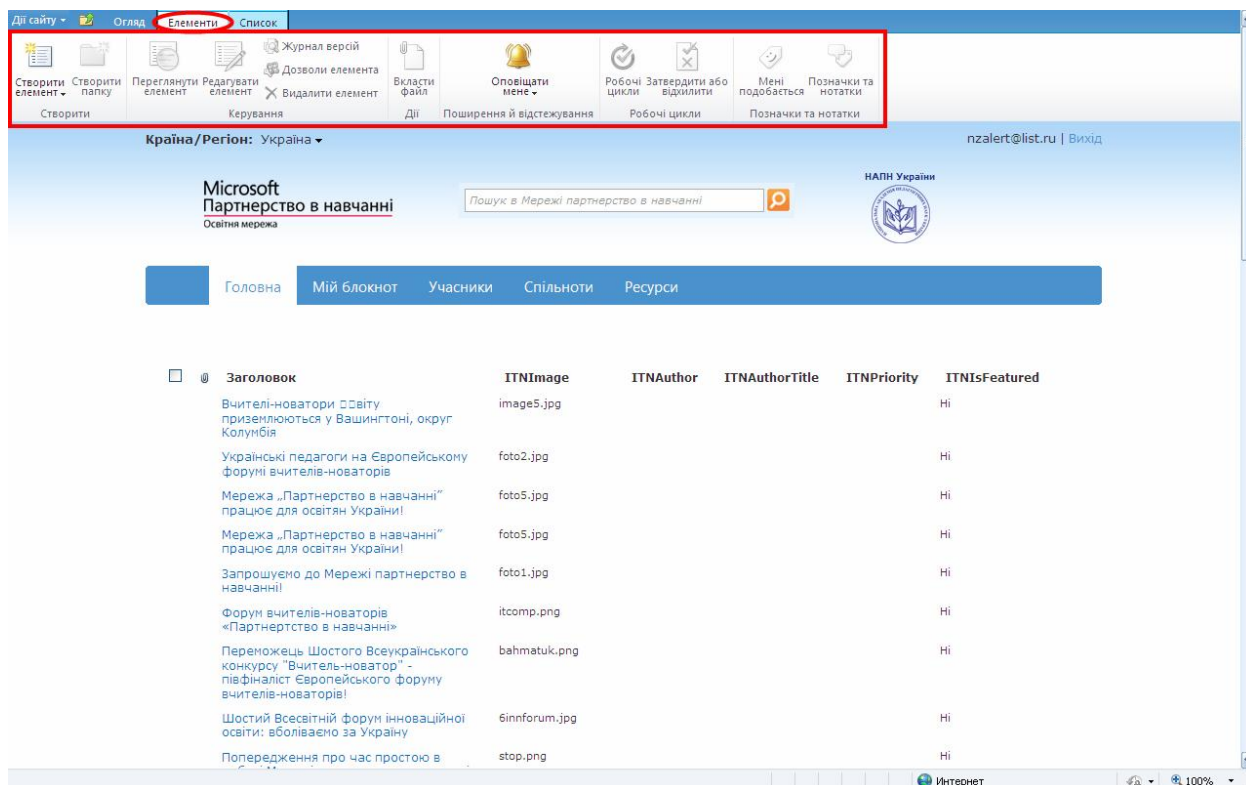 Дії сайту
Огляд
Елементи
Список
Створити елемент
Створити папку
Створити
Переглянути елемент
Редагувати елемент
Журнал версій
Дозволи елемента
Видалити елемент
Керування
Вкласти файл
Дії
Оповіщати мене
Поширення й відстежування
Робочі цикли
Затвердити або відхилити
Робочі цикли
Мені подобається
Позначки та нотатки
Позначки та нотатки
Країна/Регіон: Україна
nzalert@list.ru | Вихід
Microsoft
Партнерство в навчанні
Освітня мережа
Пошук в Мережі партнерство в навчанні
НАПН України
Головна Мій блокнот Учасники Спільноти Ресурси
Заголовок ITNImage ITNAuthor ITNAuthorTitle ITNPriority ITNIsFeatured
Вчителі-новатори □□віту image5.jpg Ні
приземлюються у Вашингтоні, округ
Колумбія
Українські педагоги на Європейському foto2.jpg Ні
форумі вчителів-новаторів
Мережа „Партнерство в навчанні” foto5.jpg Ні
працює для освітян України!
Мережа „Партнерство в навчанні” foto5.jpg Ні
працює для освітян України!
Запрошуємо до Мережі партнерство в foto1.jpg Ні
навчанні!
Форум вчителів-новаторів itcomp.png Ні
«Партнертство в навчанні»
Переможець Шостого Всеукраїнського bahmatuk.png Ні
конкурсу "Вчитель-новатор" -
півфіналіст Європейського форуму
вчителів-новаторів!
Шостий Всесвітній форум інноваційної 6innforum.jpg Ні
освіти: вболіваємо за Україну
Попередження про час простою в stop.png Ні
Интернет 100%